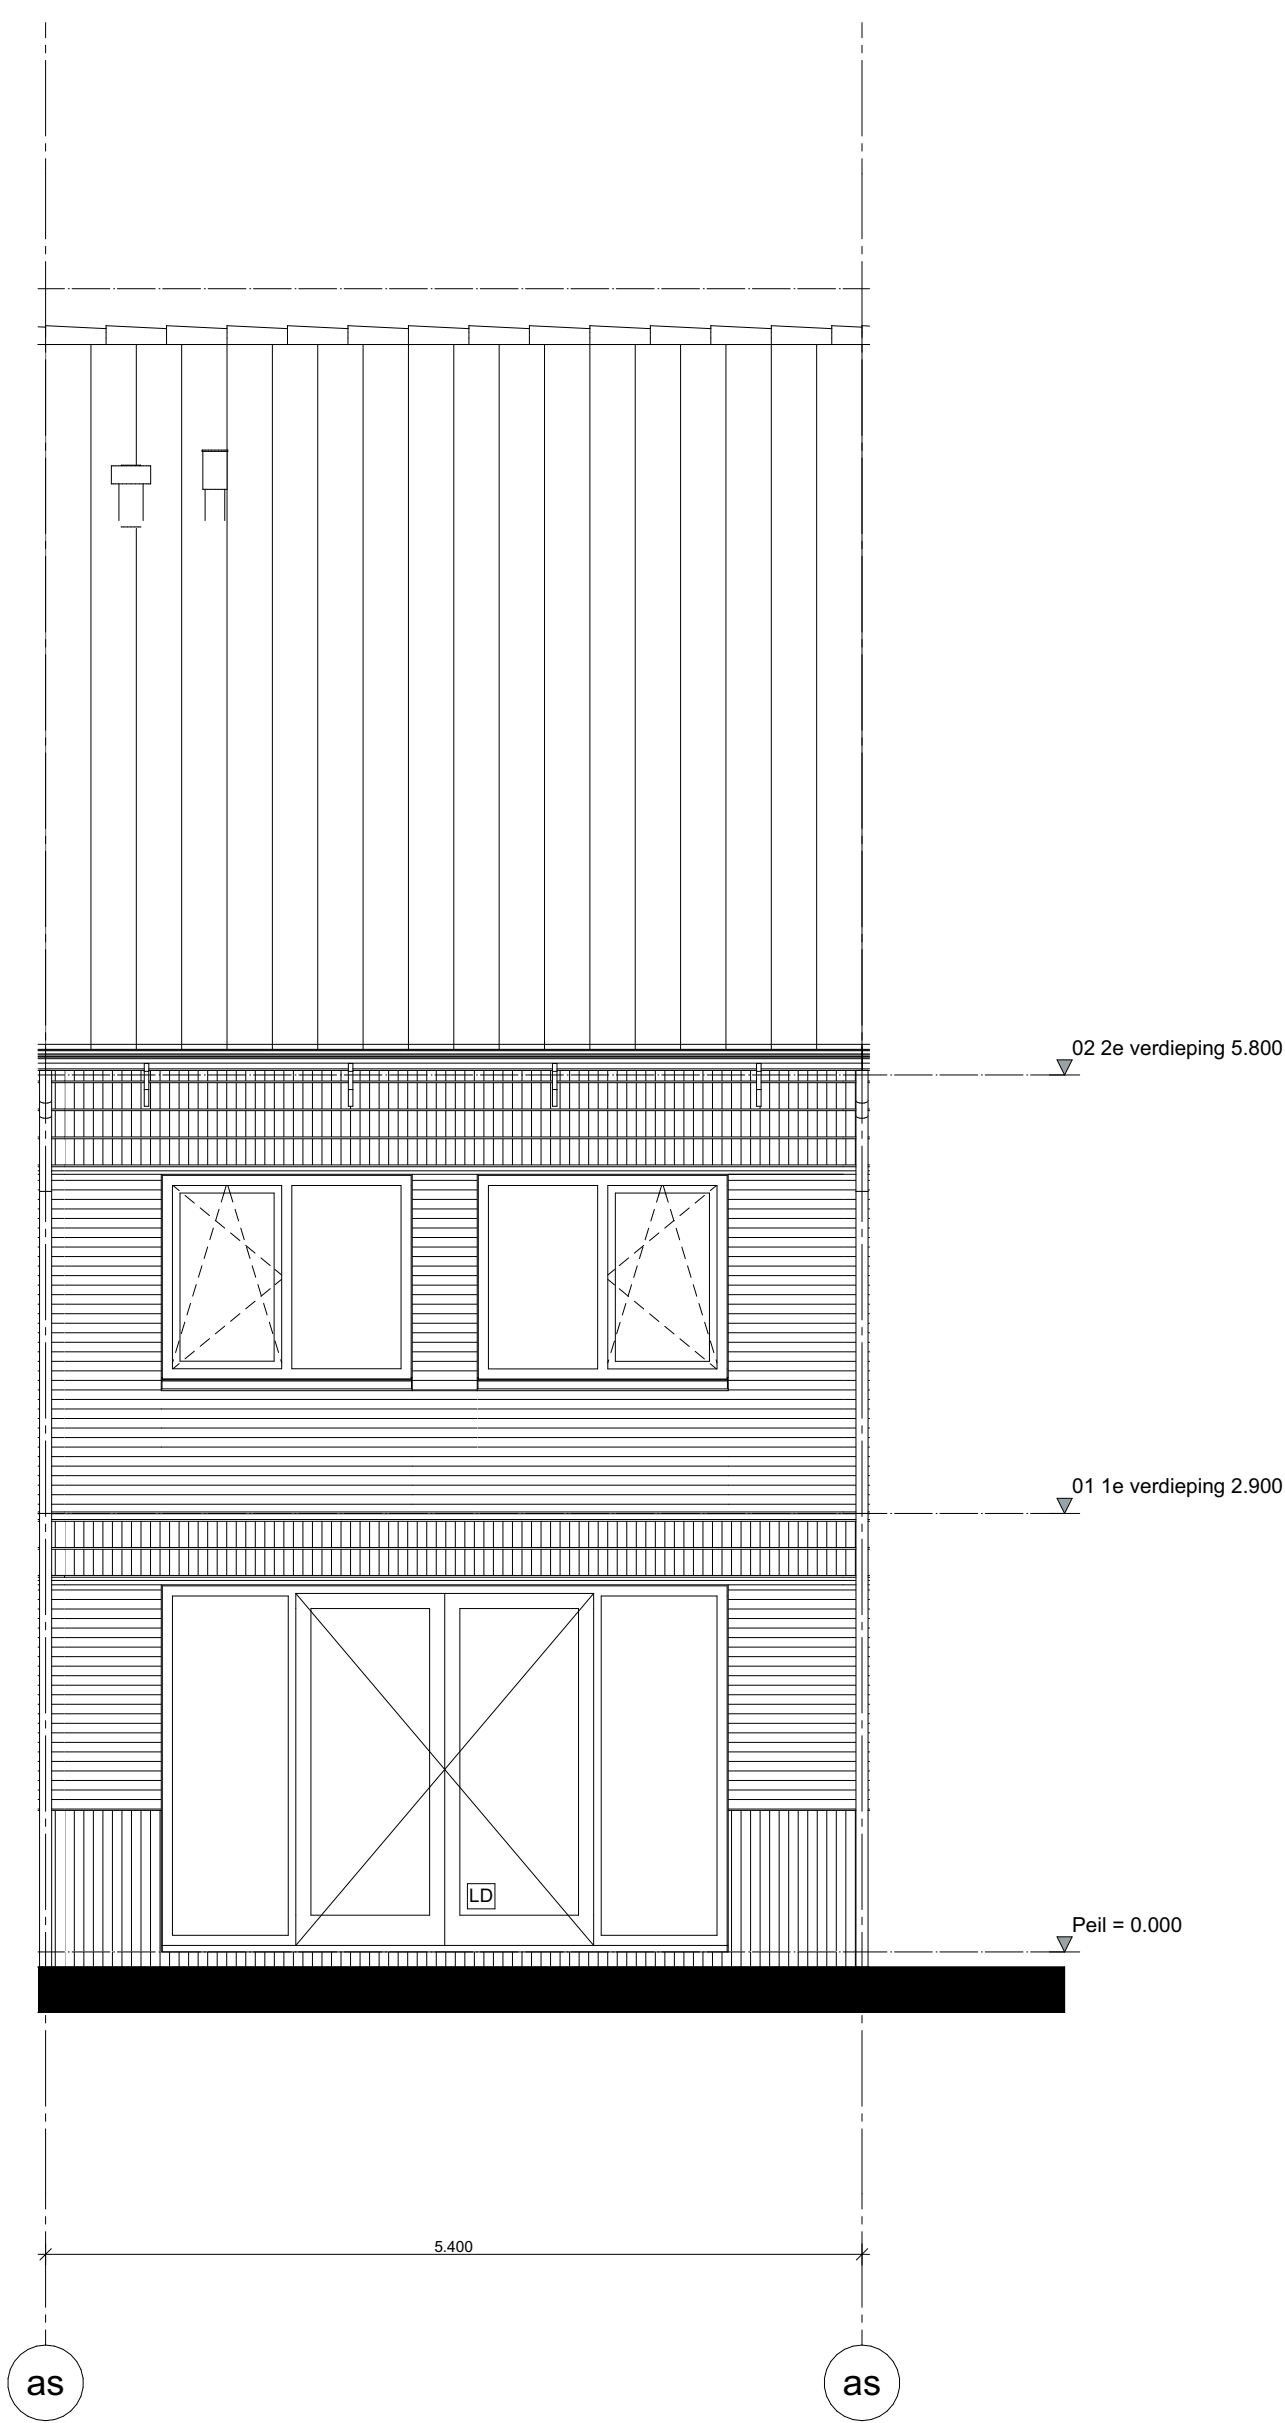 02 2e verdieping 5.800
01 1e verdieping 2.900
LD
Peil = 0.000
5.400
as
as